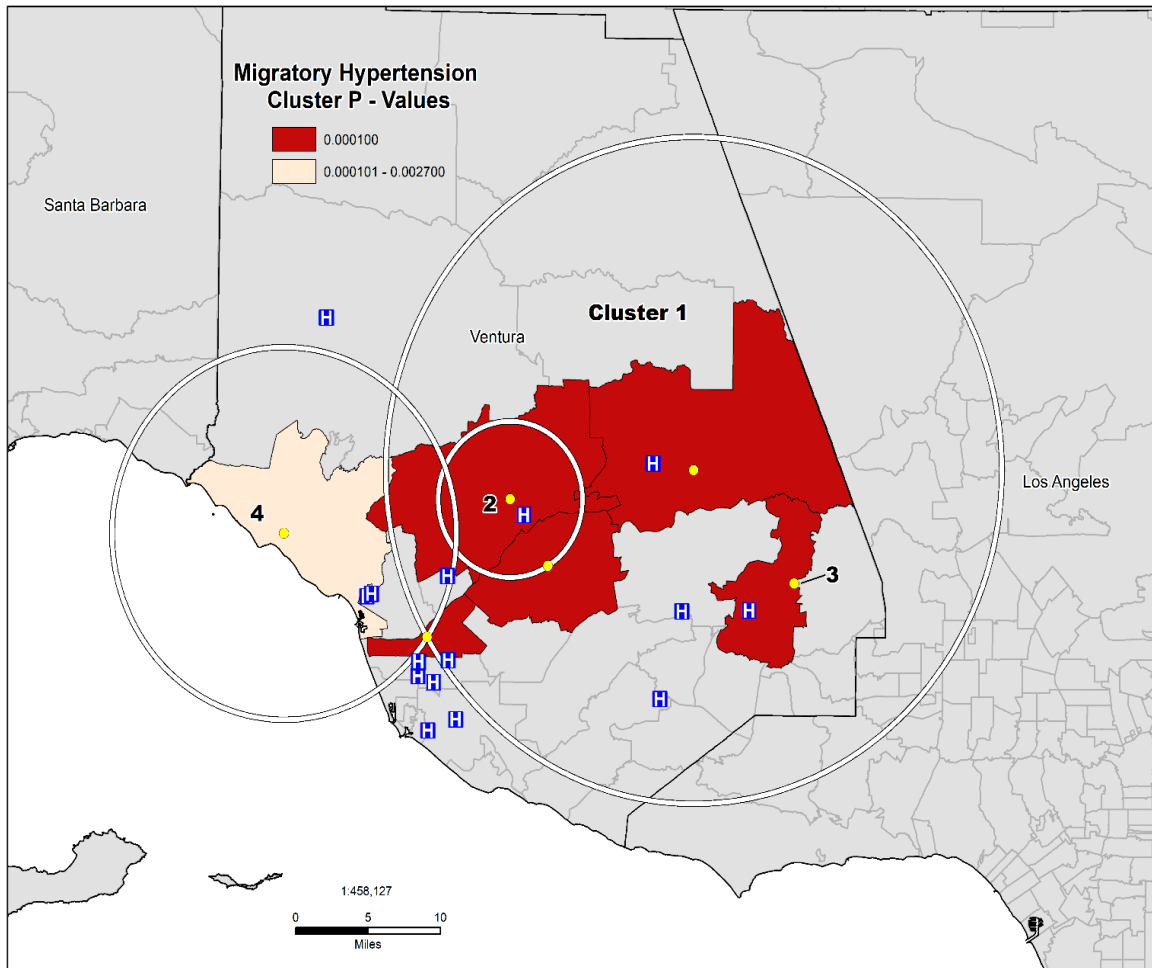 Migratory Hypertension
Cluster P - Values
0.000100
0.000101 - 0.002700
Santa Barbara
H
Cluster 1
Ventura
H
Los Angeles
2
H
4
H
3
H
H
H
H
H
H
H
H
H
H
H
1:458,127
0 5 10
Miles